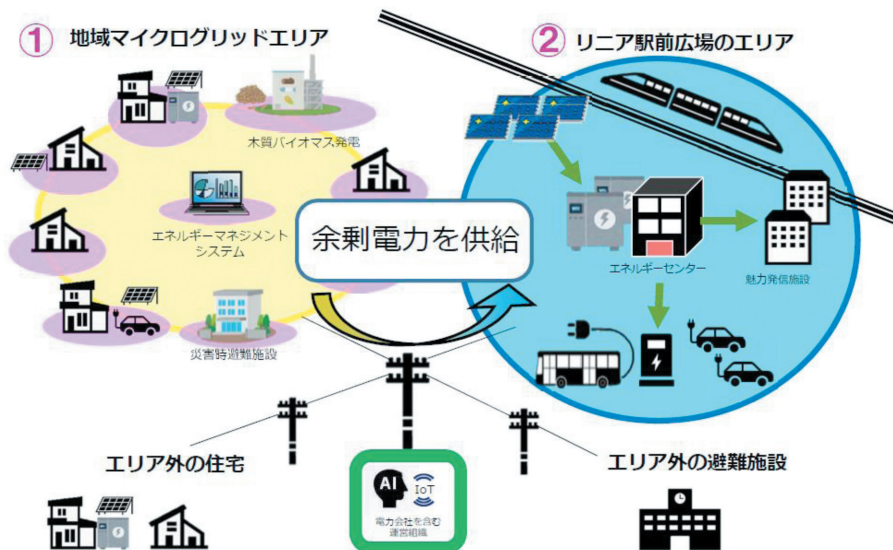 ① 地域マイクログリッドエリア
② リニア駅前広場のエリア
木質バイオマス発電
エネルギーマネジメント
システム
余剰電力を供給
エネルギーセンター
魅力発信施設
災害時避難施設
エリア外の住宅
エリア外の避難施設
AI IoT
電力会社を含む
運営組織